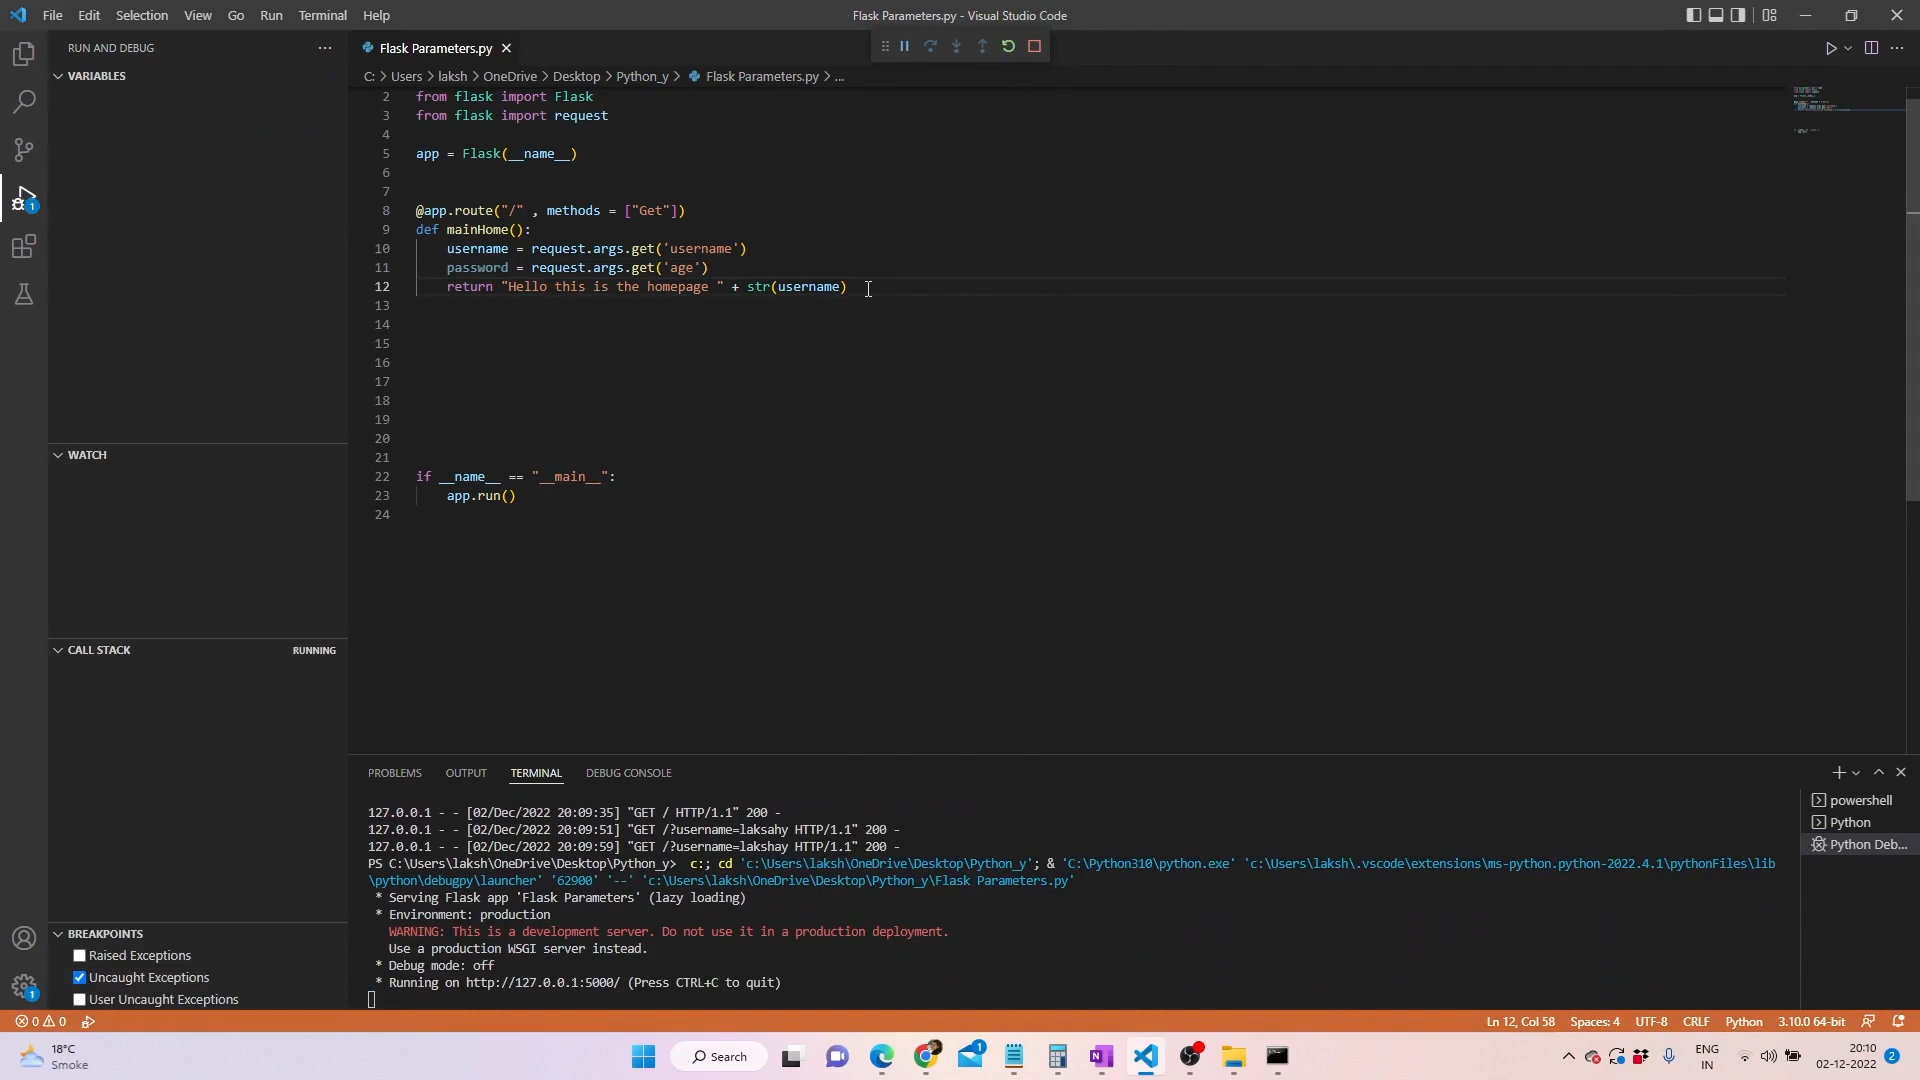 File Edit Selection View Go Run Terminal Help
Flask Parameters.py - Visual Studio Code
RUN AND DEBUG
Flask Parameters.py
VARIABLES
C: > Users > laksh > OneDrive > Desktop > Python_y > Flask Parameters.py > ...
2 from flask import Flask
3 from flask import request
4
5 app = Flask(__name__)
6
7
8 @app.route("/" , methods = ["Get"])
9 def mainHome():
10 username = request.args.get('username')
11 password = request.args.get('age')
12 return "Hello this is the homepage " + str(username)
13
14
15
16
17
18
19
20
21
22 if __name__ == "__main__":
23 app.run()
24
WATCH
CALL STACK RUNNING
BREAKPOINTS
Raised Exceptions
Uncaught Exceptions
User Uncaught Exceptions
1
1
PROBLEMS OUTPUT TERMINAL DEBUG CONSOLE
127.0.0.1 - - [02/Dec/2022 20:09:35] "GET / HTTP/1.1" 200 -
127.0.0.1 - - [02/Dec/2022 20:09:51] "GET /?username=laksahy HTTP/1.1" 200 -
127.0.0.1 - - [02/Dec/2022 20:09:59] "GET /?username=lakshay HTTP/1.1" 200 -
PS C:\Users\laksh\OneDrive\Desktop\Python_y> c:; cd 'c:\Users\laksh\OneDrive\Desktop\Python_y'; & 'C:\Python310\python.exe' 'c:\Users\laksh\.vscode\extensions\ms-python.python-2022.4.1\pythonFiles\lib
\python\debugpy\launcher' '62900' '--' 'c:\Users\laksh\OneDrive\Desktop\Python_y\Flask Parameters.py'
* Serving Flask app 'Flask Parameters' (lazy loading)
* Environment: production
WARNING: This is a development server. Do not use it in a production deployment.
Use a production WSGI server instead.
* Debug mode: off
* Running on http://127.0.0.1:5000/ (Press CTRL+C to quit)
powershell
Python
Python Deb...
0 0
Ln 12, Col 58 Spaces: 4 UTF-8 CRLF Python 3.10.0 64-bit
18°C
Smoke
Search
1
ENG
IN
20:10
02-12-2022
2